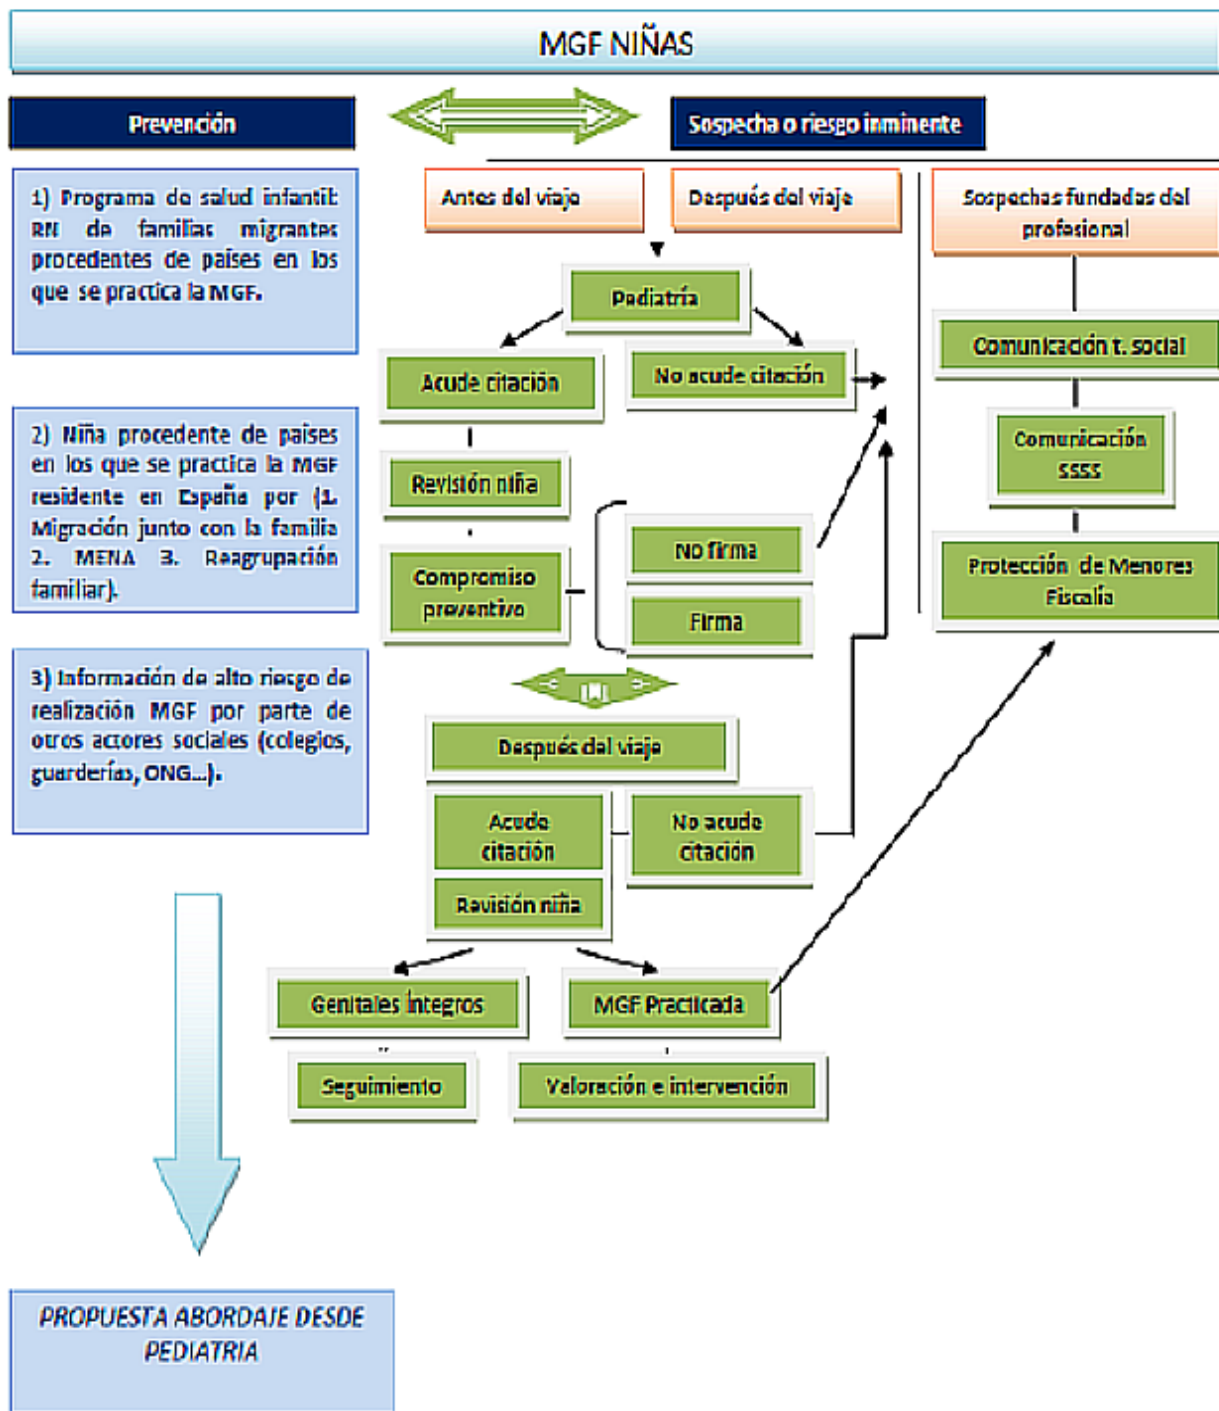 MGF NIÑAS
Prevención
Sospecha o riesgo inminente
1) Programa de salud infantil:
RN de familias migrantes
procedentes de países en los
que se practica la MGF.
2) Niña procedente de países
en los que se practica la MGF
residente en España por (1.
Migración junto con la familia
2. MENA 3. Reagrupación
familiar).
3) Información de alto riesgo de
realización MGF por parte de
otros actores sociales (colegios,
guarderías, ONG...).
PROPUESTA ABORDAJE DESDE
PEDIATRIA
Antes del viaje
Después del viaje
Pediatría
Acude citación
No acude citación
Revisión niña
Compromiso
preventivo
No firma
Firma
Después del viaje
Acude
citación
No acude
citación
Revisión niña
Genitales íntegros
MGF Practicada
Seguimiento
Valoración e intervención
Sospechas fundadas del
profesional
Comunicación t. social
Comunicación
SSSS
Protección de Menores
Fiscalía